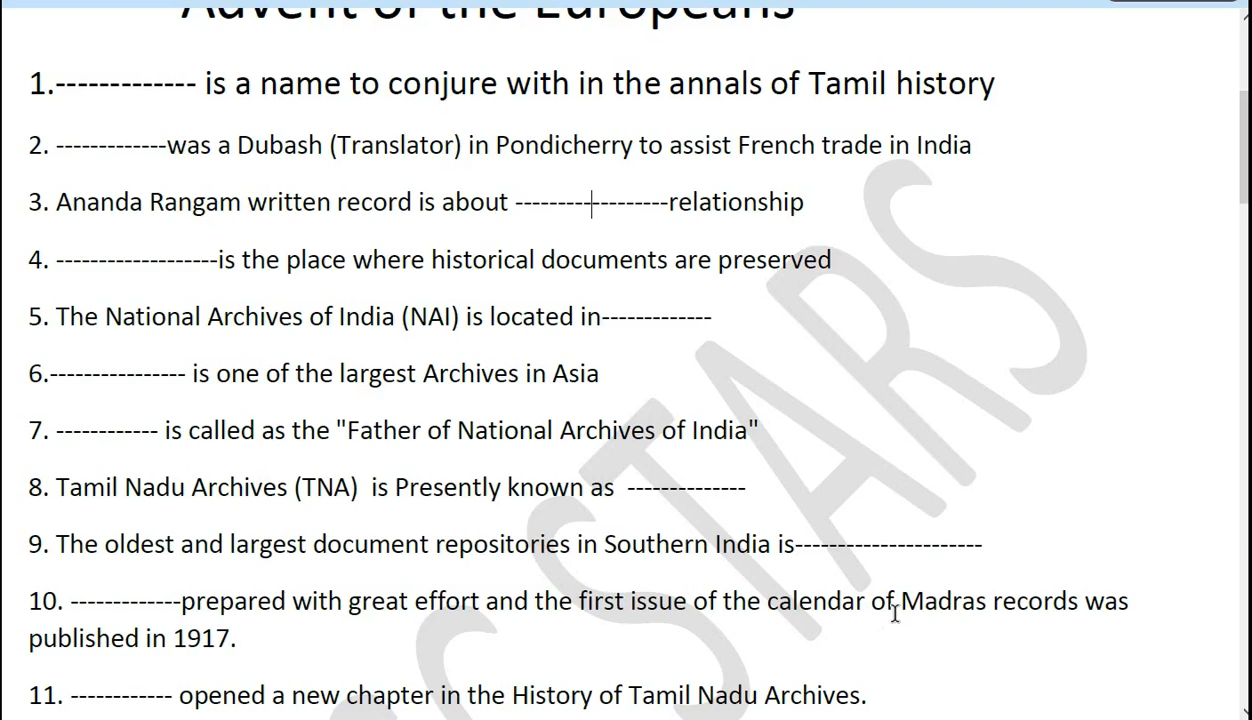 Advent of the Europeans
1.------------- is a name to conjure with in the annals of Tamil history
2. -------------was a Dubash (Translator) in Pondicherry to assist French trade in India
3. Ananda Rangam written record is about ------------------relationship
4. -------------------is the place where historical documents are preserved
5. The National Archives of India (NAI) is located in-------------
6.---------------- is one of the largest Archives in Asia
7. ------------ is called as the "Father of National Archives of India"
8. Tamil Nadu Archives (TNA)  is Presently known as  --------------
9. The oldest and largest document repositories in Southern India is----------------------
10. -------------prepared with great effort and the first issue of the calendar of Madras records was
published in 1917.
11. ------------ opened a new chapter in the History of Tamil Nadu Archives.
STARS